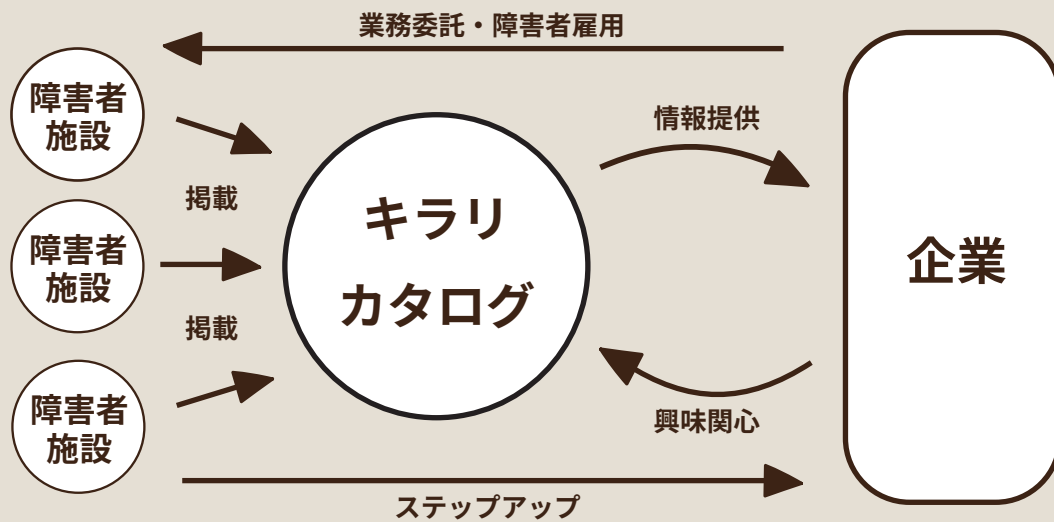 業務委託・障害者雇用
障害者
施設
掲載
障害者
施設
掲載
障害者
施設
キラリ
カタログ
情報提供
興味関心
企業
ステップアップ